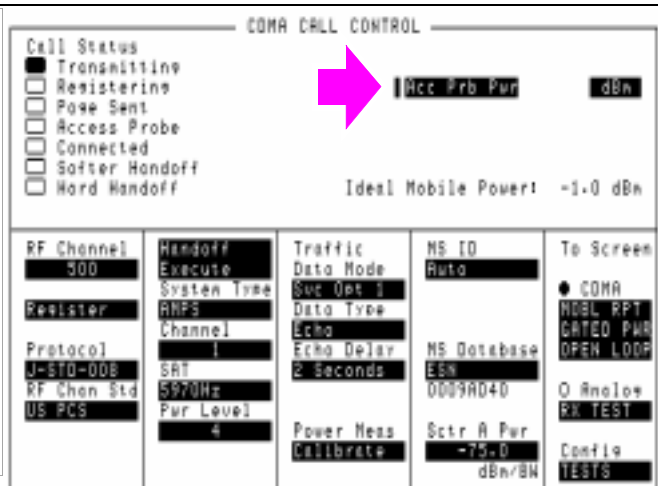 CDMA CALL CONTROL
Call Status
Transmitting
Registering
Page Sent
Access Probe
Connected
Softer Handoff
Hard Handoff
Acc Prb Pwr
dBm
Ideal Mobile Power: -1.0 dBm
RF Channel
500
Register
Protocol
J-STD-008
RF Chan Std
US PCS
Handoff
Execute
System Type
AMPS
Channel
1
SAT
5970Hz
Pwr Level
4
Traffic
Data Mode
Svc Opt 1
Data Type
Echo
Echo Delay
2 Seconds
Power Meas
Calibrate
MS ID
Auto
MS Database
ESN
0009AD40
Sctr A Pwr
-75.0
dBm/BW
To Screen
CDMA
MOBL RPT
GATED PWR
OPEN LOOP
Analog
RX TEST
Config
TESTS